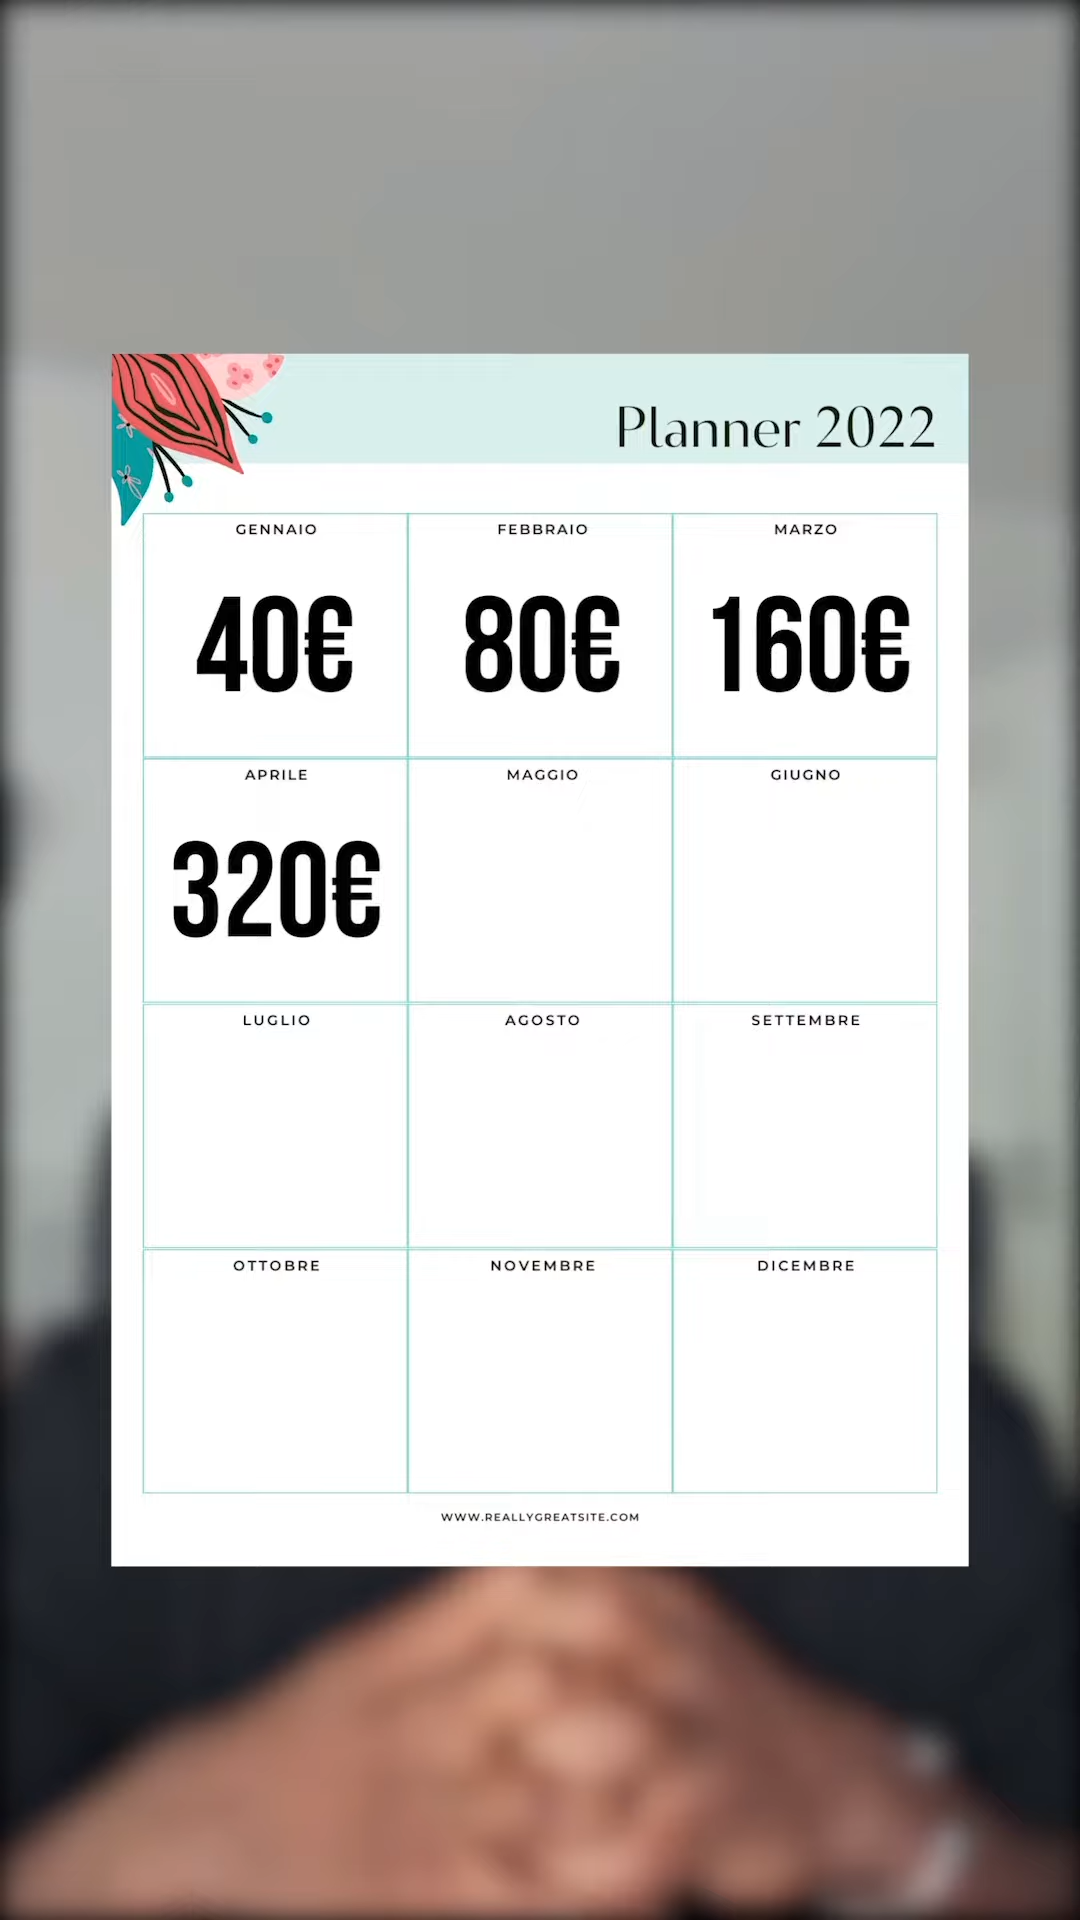 Planner 2022
GENNAIO
FEBBRAIO
MARZO
40€
80€
160€
APRILE
MAGGIO
GIUGNO
320€
LUGLIO
AGOSTO
SETTEMBRE
OTTOBRE
NOVEMBRE
DICEMBRE
WWW.REALLYGREATSITE.COM